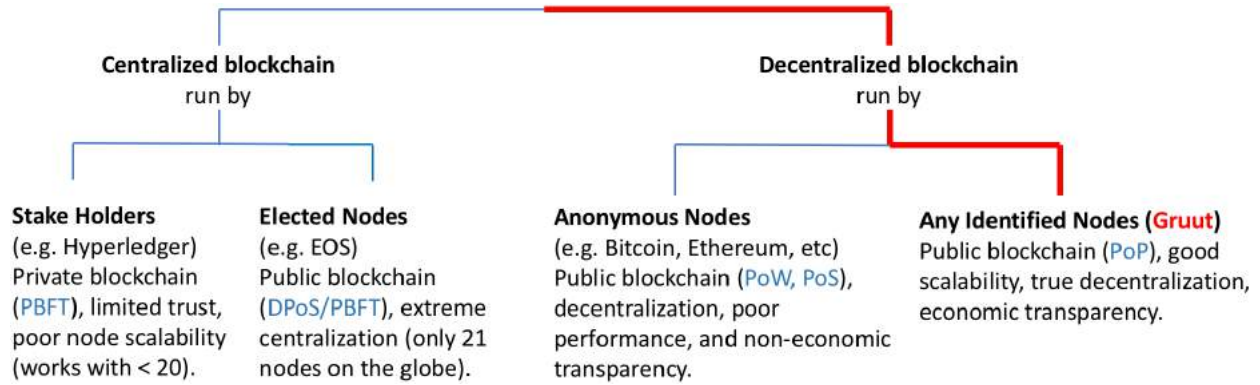 Centralized blockchain
run by
Decentralized blockchain
run by
Stake Holders
(e.g. Hyperledger)
Private blockchain
(PBFT), limited trust,
poor node scalability
(works with < 20).
Elected Nodes
(e.g. EOS)
Public blockchain
(DPoS/PBFT), extreme
centralization (only 21
nodes on the globe).
Anonymous Nodes
(e.g. Bitcoin, Ethereum, etc)
Public blockchain (PoW, PoS),
decentralization, poor
performance, and non-economic
transparency.
Any Identified Nodes (Gruut)
Public blockchain (PoP), good
scalability, true decentralization,
economic transparency.